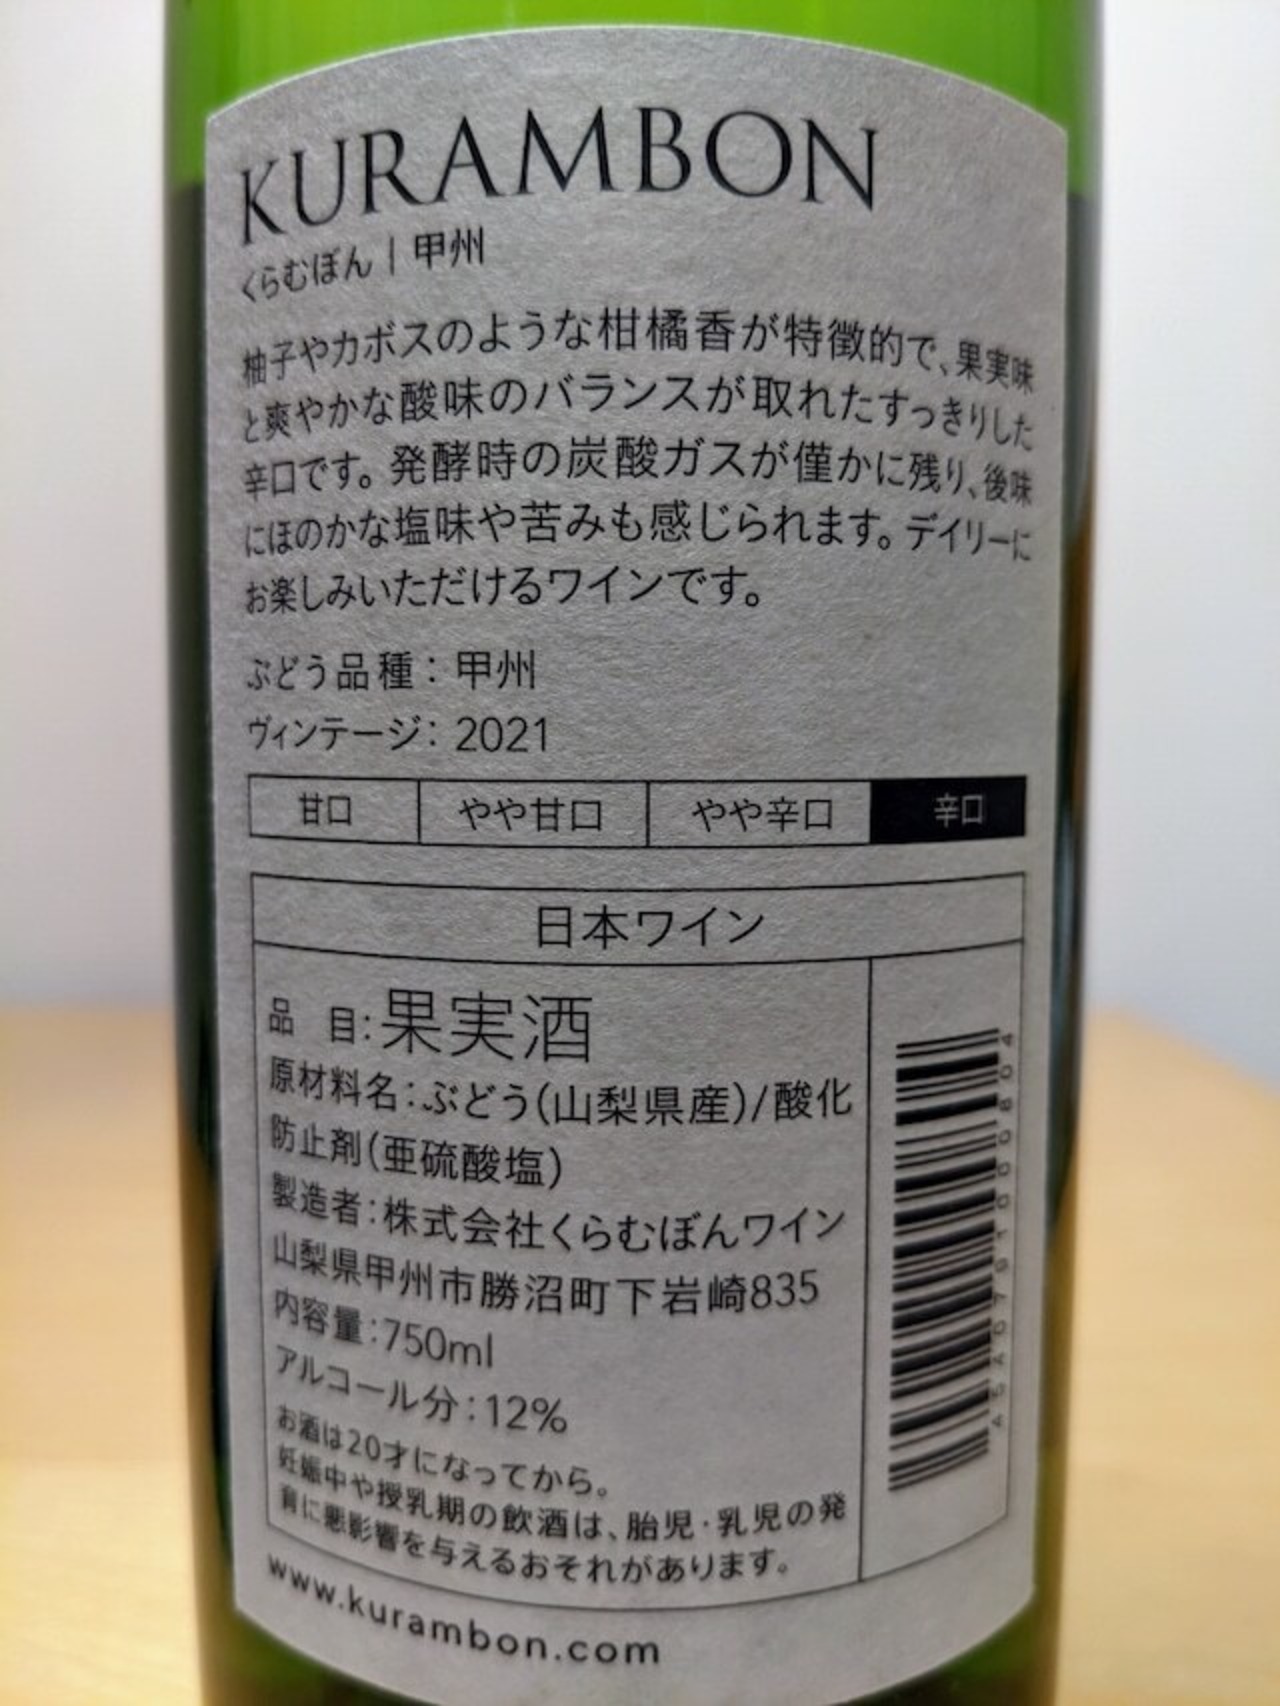 KURAMBON
くらむぼん | 甲州
柚子やカボスのような柑橘香が特徴的で、果実味
と爽やかな酸味のバランスが取れたすっきりした
辛口です。発酵時の炭酸ガスが僅かに残り、後味
にほのかな塩味や苦みも感じられます。デイリーに
お楽しみいただけるワインです。
ぶどう品種：甲州
ヴィンテージ：2021
甘口 やや甘口 やや辛口 辛口
日本ワイン
品 目：果実酒
原材料名：ぶどう(山梨県産)/酸化
防止剤(亜硫酸塩)
製造者：株式会社くらむぼんワイン
山梨県甲州市勝沼町下岩崎835
内容量：750ml
アルコール分：12%
お酒は20才になってから。
妊娠中や授乳期の飲酒は、胎児・乳児の発
育に悪影響を与えるおそれがあります。
www.kurambon.com